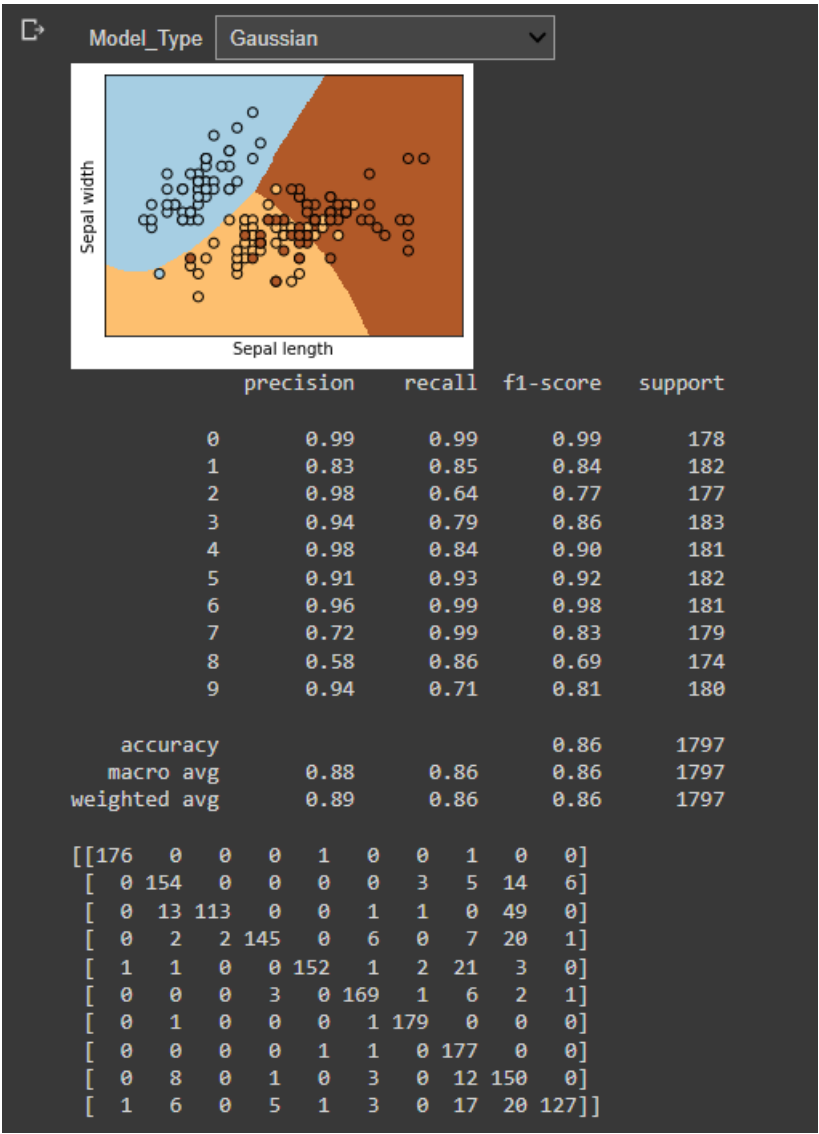 Model_Type Gaussian
Sepal width
Sepal length
precision recall f1-score support
0 0.99 0.99 0.99 178
1 0.83 0.85 0.84 182
2 0.98 0.64 0.77 177
3 0.94 0.79 0.86 183
4 0.98 0.84 0.90 181
5 0.91 0.93 0.92 182
6 0.96 0.99 0.98 181
7 0.72 0.99 0.83 179
8 0.58 0.86 0.69 174
9 0.94 0.71 0.81 180
accuracy 0.86 1797
macro avg 0.88 0.86 0.86 1797
weighted avg 0.89 0.86 0.86 1797
[[176 0 0 0 1 0 0 1 0 0]
[ 0 154 0 0 0 0 3 5 14 6]
[ 0 13 113 0 0 1 1 0 49 0]
[ 0 2 2 145 0 6 0 7 20 1]
[ 1 1 0 0 152 1 2 21 3 0]
[ 0 0 0 3 0 169 1 6 2 1]
[ 0 1 0 0 0 1 179 0 0 0]
[ 0 0 0 0 1 1 0 177 0 0]
[ 0 8 0 1 0 3 0 12 150 0]
[ 1 6 0 5 1 3 0 17 20 127]]